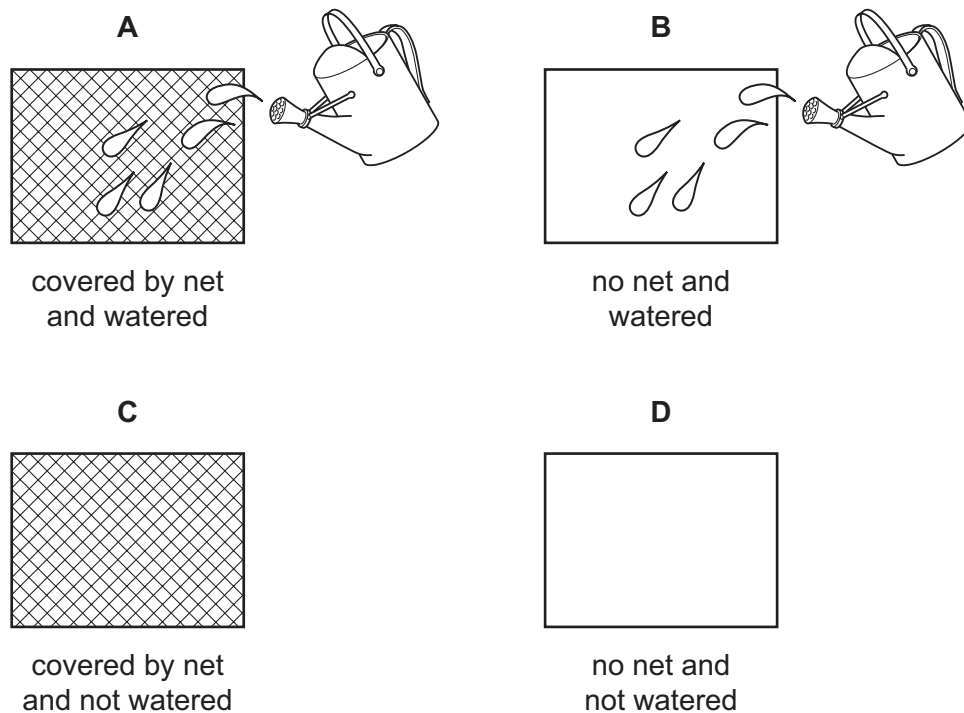 A
B
covered by net
and watered
no net and
watered
C
D
covered by net
and not watered
no net and
not watered